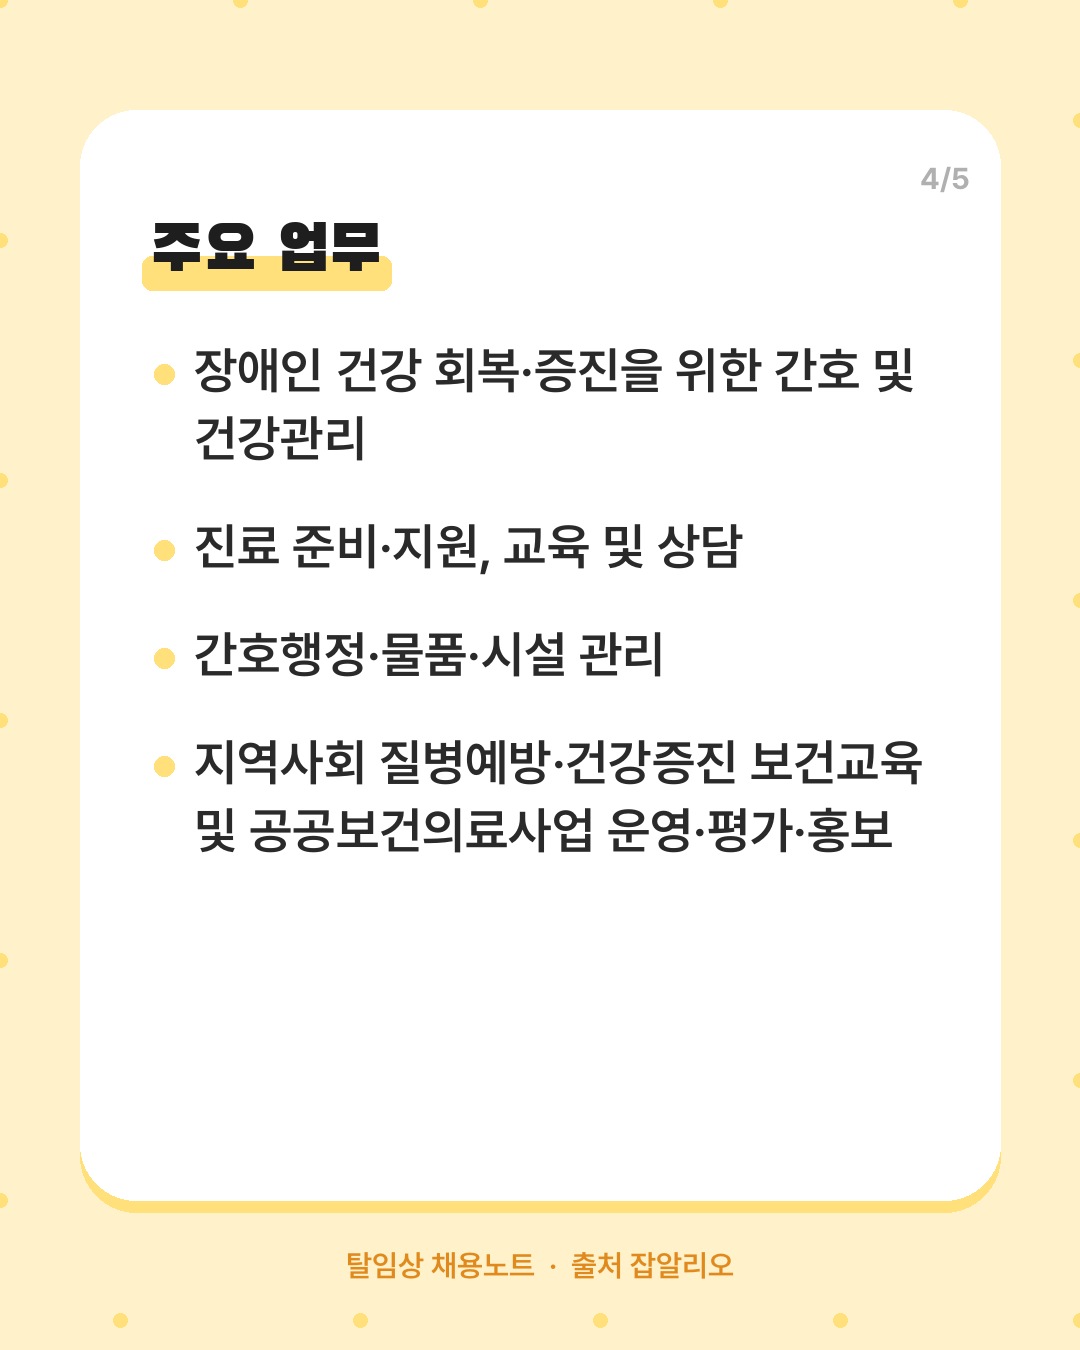 4/5
주요 업무
장애인 건강 회복·증진을 위한 간호 및
건강관리
진료 준비·지원, 교육 및 상담
간호행정·물품·시설 관리
지역사회 질병예방·건강증진 보건교육
및 공공보건의료사업 운영·평가·홍보
탈임상 채용노트 · 출처 잡알리오